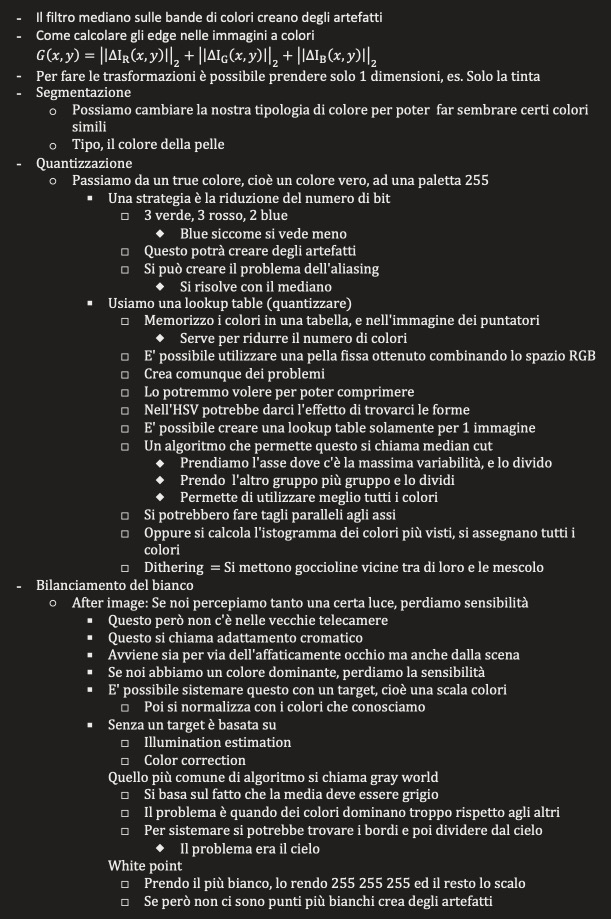 - Il filtro mediano sulle bande di colori creano degli artefatti
- Come calcolare gli edge nelle immagini a colori
G(x, y) = ||ΔI_R(x, y)||_2 + ||ΔI_G(x, y)||_2 + ||ΔI_B(x, y)||_2
- Per fare le trasformazioni è possibile prendere solo 1 dimensioni, es. Solo la tinta
- Segmentazione
o Possiamo cambiare la nostra tipologia di colore per poter far sembrare certi colori
simili
o Tipo, il colore della pelle
- Quantizzazione
o Passiamo da un true colore, cioè un colore vero, ad una paletta 255
▪ Una strategia è la riduzione del numero di bit
□ 3 verde, 3 rosso, 2 blue
◆ Blue siccome si vede meno
□ Questo potrà creare degli artefatti
□ Si può creare il problema dell'aliasing
◆ Si risolve con il mediano
▪ Usiamo una lookup table (quantizzare)
□ Memorizzo i colori in una tabella, e nell'immagine dei puntatori
◆ Serve per ridurre il numero di colori
□ E' possibile utilizzare una pella fissa ottenuto combinando lo spazio RGB
□ Crea comunque dei problemi
□ Lo potremmo volere per poter comprimere
□ Nell'HSV potrebbe darci l'effetto di trovarci le forme
□ E' possibile creare una lookup table solamente per 1 immagine
□ Un algoritmo che permette questo si chiama median cut
◆ Prendiamo l'asse dove c'è la massima variabilità, e lo divido
◆ Prendo l'altro gruppo più gruppo e lo dividi
◆ Permette di utilizzare meglio tutti i colori
□ Si potrebbero fare tagli paralleli agli assi
□ Oppure si calcola l'istogramma dei colori più visti, si assegnano tutti i
colori
□ Dithering = Si mettono goccioline vicine tra di loro e le mescolo
- Bilanciamento del bianco
o After image: Se noi percepiamo tanto una certa luce, perdiamo sensibilità
▪ Questo però non c'è nelle vecchie telecamere
▪ Questo si chiama adattamento cromatico
▪ Avviene sia per via dell'affaticamente occhio ma anche dalla scena
▪ Se noi abbiamo un colore dominante, perdiamo la sensibilità
▪ E' possibile sistemare questo con un target, cioè una scala colori
□ Poi si normalizza con i colori che conosciamo
▪ Senza un target è basata su
□ Illumination estimation
□ Color correction
Quello più comune di algoritmo si chiama gray world
□ Si basa sul fatto che la media deve essere grigio
□ Il problema è quando dei colori dominano troppo rispetto agli altri
□ Per sistemare si potrebbe trovare i bordi e poi dividere dal cielo
◆ Il problema era il cielo
White point
□ Prendo il più bianco, lo rendo 255 255 255 ed il resto lo scalo
□ Se però non ci sono punti più bianchi crea degli artefatti